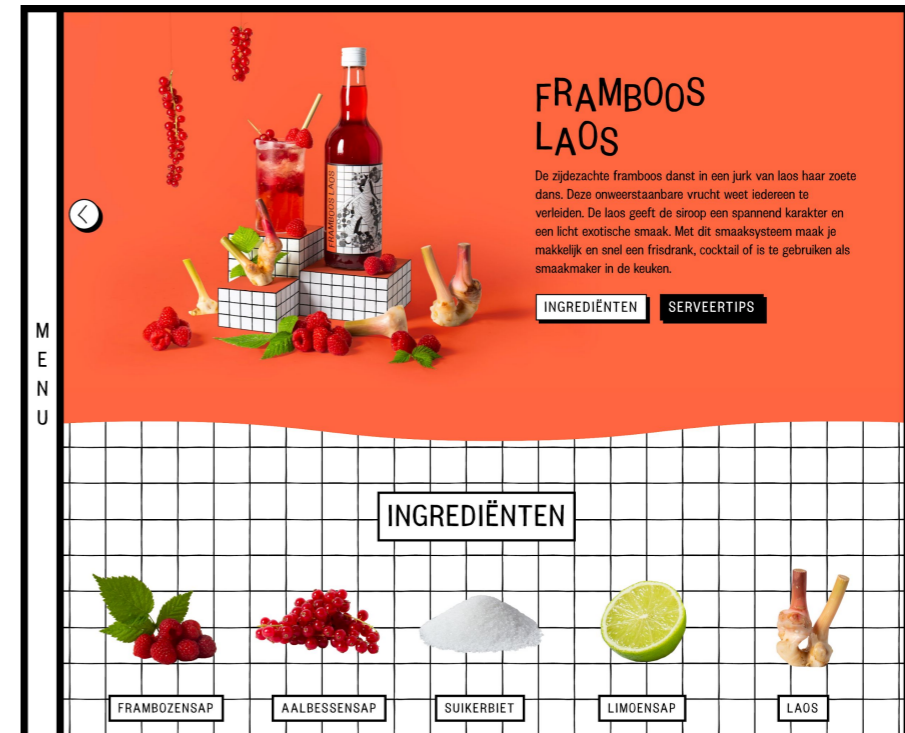 MENU
FRAMBOOS
LAOS
De zijdezachte framboos danst in een jurk van laos haar zoete
dans. Deze onweerstaanbare vrucht weet iedereen te
verleiden. De laos geeft de siroop een spannend karakter en
een licht exotische smaak. Met dit smaaksysteem maak je
makkelijk en snel een frisdrank, cocktail of is te gebruiken als
smaakmaker in de keuken.
INGREDIËNTEN
SERVEERTIPS
FRAMBOOS LAOS
INGREDIËNTEN
FRAMBOZENSAP
AALBESSENSAP
SUIKERBIET
LIMOENSAP
LAOS